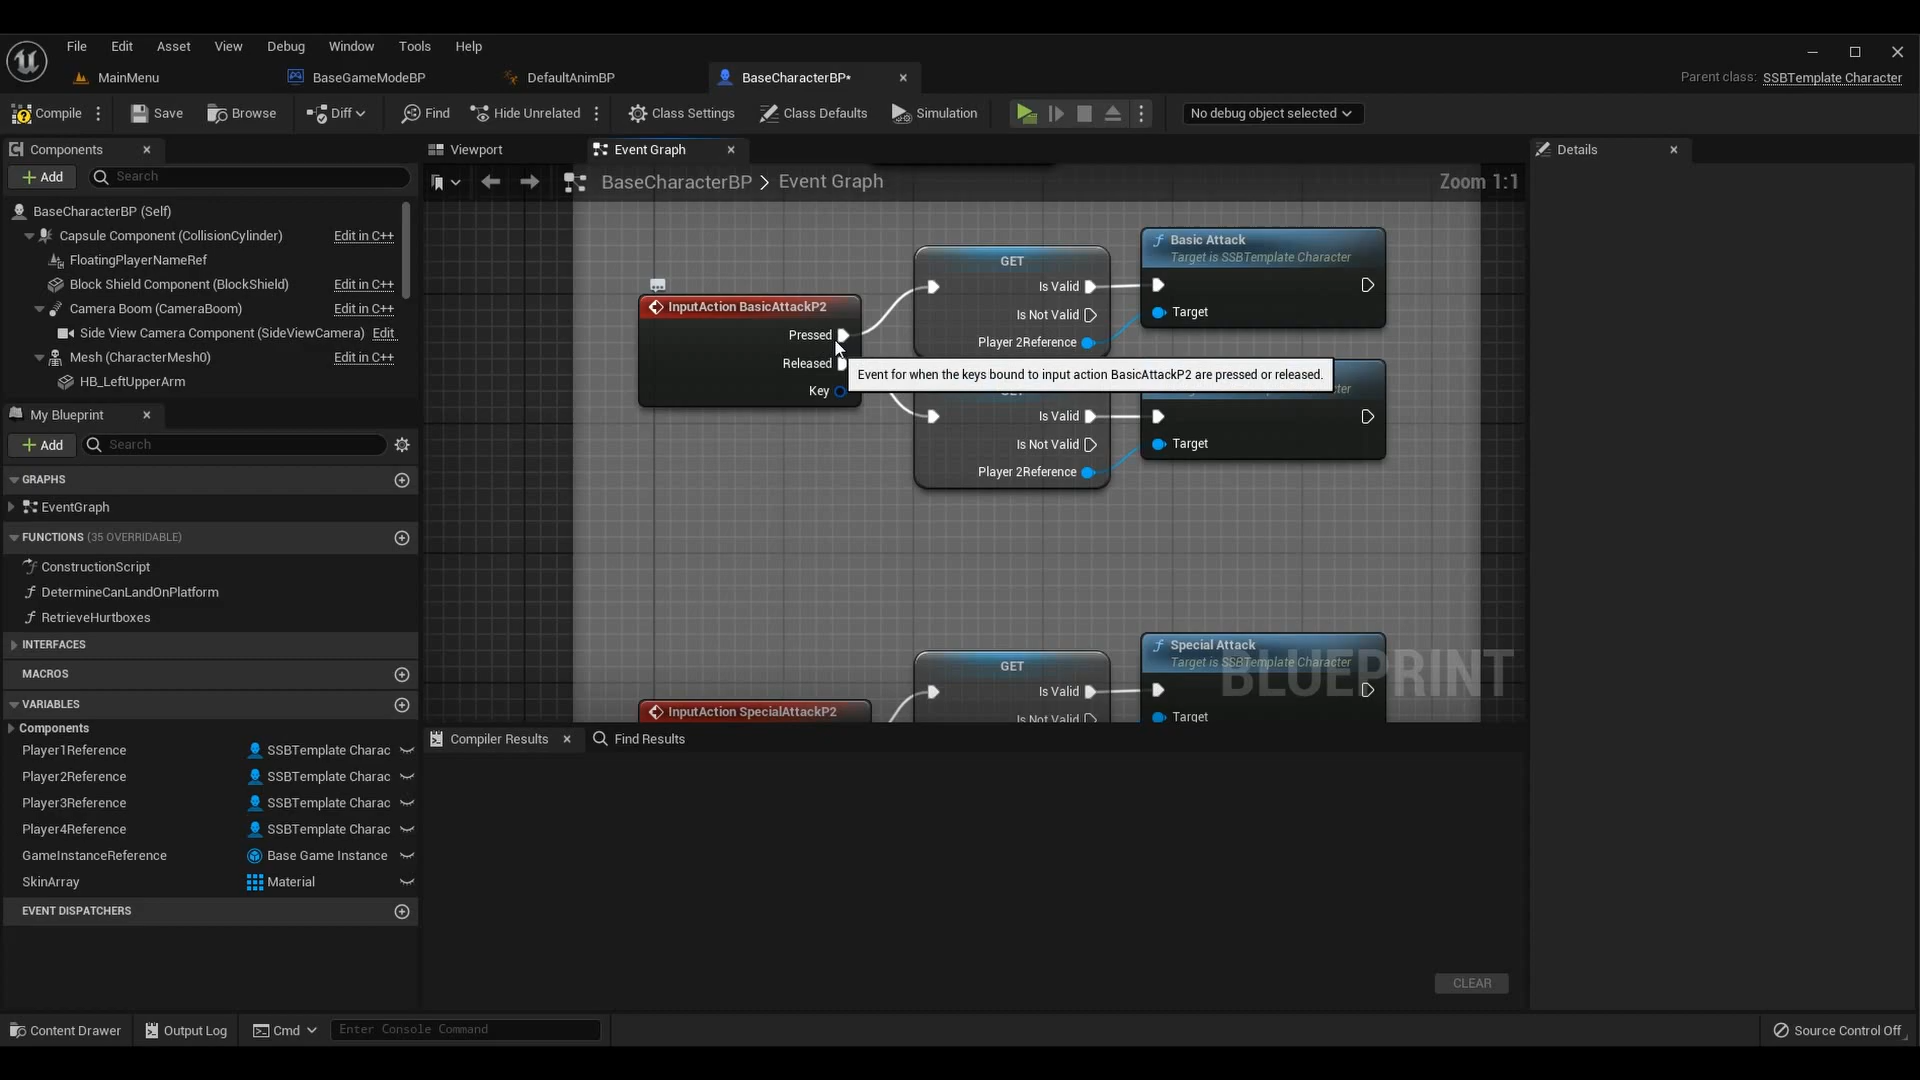 File Edit Asset View Debug Window Tools Help
MainMenu BaseGameModeBP DefaultAnimBP BaseCharacterBP*
Parent class: SSBTemplate Character
Compile Save Browse Diff Find Hide Unrelated Class Settings Class Defaults Simulation No debug object selected
Components
Add Search
BaseCharacterBP (Self)
Capsule Component (CollisionCylinder) Edit in C++
FloatingPlayerNameRef
Block Shield Component (BlockShield) Edit in C++
Camera Boom (CameraBoom) Edit in C++
Side View Camera Component (SideViewCamera) Edit
Mesh (CharacterMesh0) Edit in C++
HB_LeftUpperArm
My Blueprint
Add Search
GRAPHS
EventGraph
FUNCTIONS (35 OVERRIDABLE)
ConstructionScript
DetermineCanLandOnPlatform
RetrieveHurtboxes
INTERFACES
MACROS
VARIABLES
Components
Player1Reference SSBTemplate Charac
Player2Reference SSBTemplate Charac
Player3Reference SSBTemplate Charac
Player4Reference SSBTemplate Charac
GameInstanceReference Base Game Instance
SkinArray Material
EVENT DISPATCHERS
Viewport Event Graph
BaseCharacterBP > Event Graph
Zoom 1:1
InputAction BasicAttackP2
Pressed
Released
Key
GET
Is Valid
Is Not Valid
Player 2Reference
Basic Attack
Target is SSBTemplate Character
Target
Event for when the keys bound to input action BasicAttackP2 are pressed or released.
Is Valid
Is Not Valid
Player 2Reference
Target
InputAction SpecialAttackP2
GET
Is Valid
Is Not Valid
Special Attack
Target is SSBTemplate Character
Target
BLUEPRINT
Compiler Results Find Results
CLEAR
Details
Content Drawer Output Log Cmd Enter Console Command Source Control Off